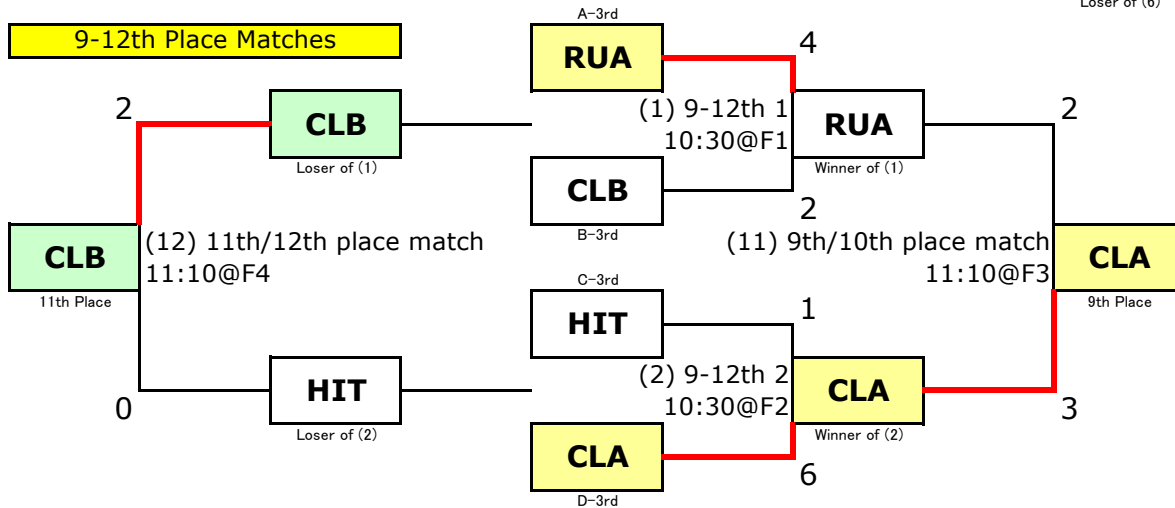 Loser of (6)
9-12th Place Matches
A-3rd
RUA
4
2
CLB
(1) 9-12th 1
10:30@F1
RUA
2
Loser of (1)
Winner of (1)
CLB
B-3rd
2
CLB
11th Place
(12) 11th/12th place match
11:10@F4
(11) 9th/10th place match
11:10@F3
CLA
9th Place
C-3rd
HIT
1
0
HIT
Loser of (2)
(2) 9-12th 2
10:30@F2
CLA
Winner of (2)
3
CLA
D-3rd
6